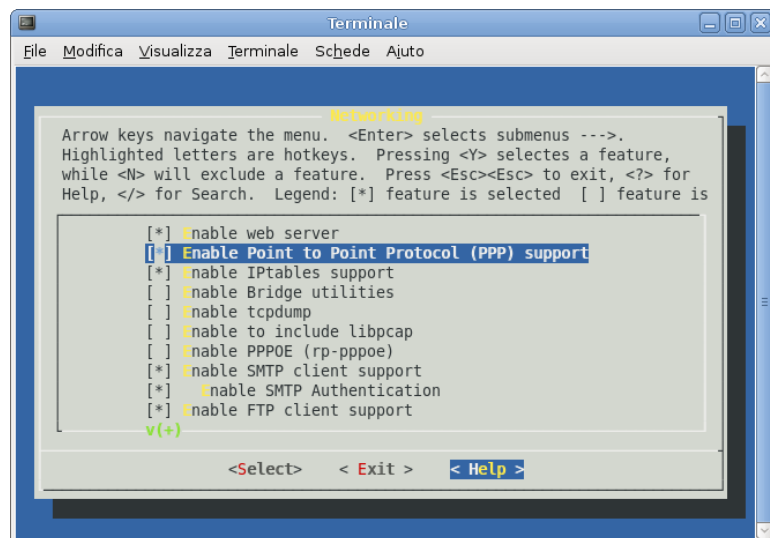 Terminale
File Modifica Visualizza Terminale Schede Ajuto
Networking
Arrow keys navigate the menu. <Enter> selects submenus --->.
Highlighted letters are hotkeys. Pressing <Y> selectes a feature,
while <N> will exclude a feature. Press <Esc><Esc> to exit, <?> for
Help, </> for Search. Legend: [*] feature is selected [ ] feature is
[*] Enable web server
[*] Enable Point to Point Protocol (PPP) support
[*] Enable IPtables support
[ ] Enable Bridge utilities
[ ] Enable tcpdump
[ ] Enable to include libpcap
[ ] Enable PPPOE (rp-pppoe)
[*] Enable SMTP client support
[*] Enable SMTP Authentication
[*] Enable FTP client support
v(+)
<Select> < Exit > < Help >